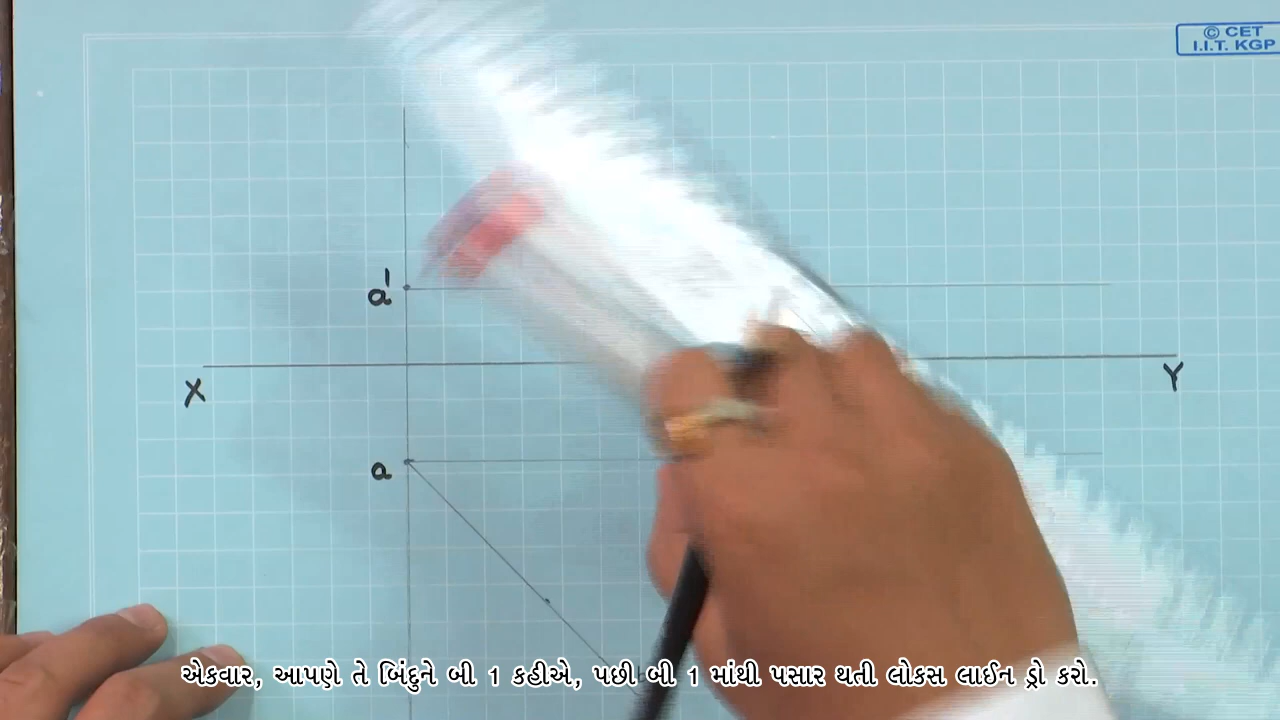 © CET
I.I.T. KGP
a'
X
Y
a
એકવાર, આપણે તે બિંદુને બી 1 કહીએ, પછી બી 1 માંથી પસાર થતી લોકસ લાઈન ડ્રો કરો.